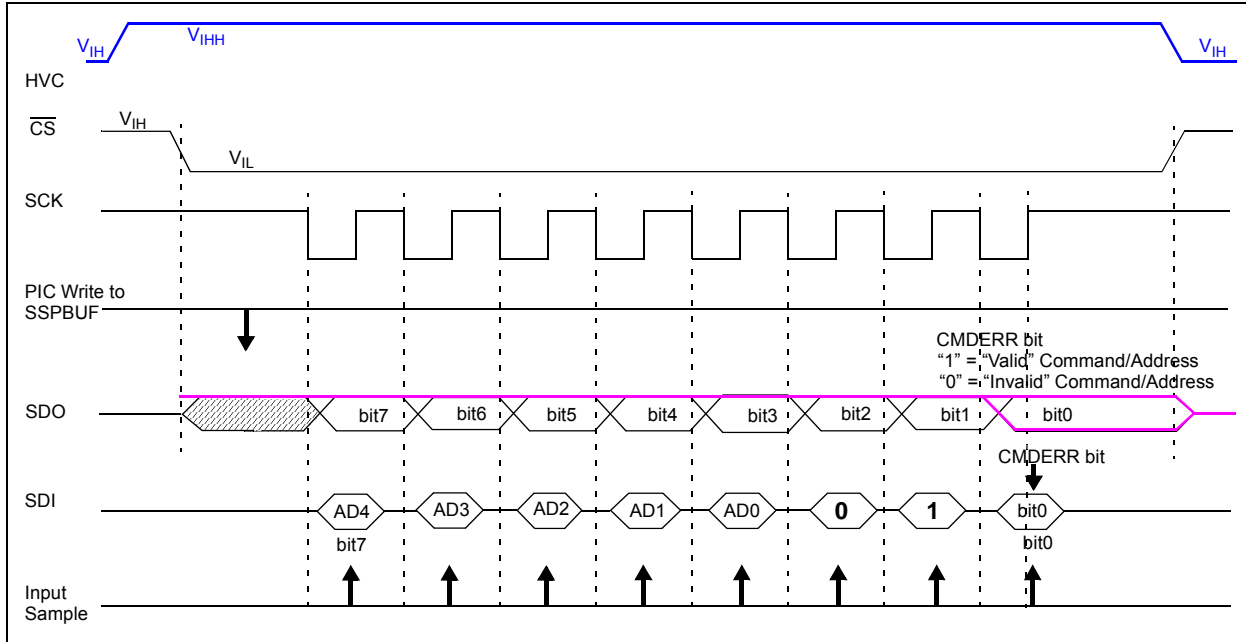 VIH VIHH VIH
HVC
CS VIH
VIL
SCK
PIC Write to
SSPBUF
CMDERR bit
“1” = “Valid” Command/Address
“0” = “Invalid” Command/Address
SDO bit7 bit6 bit5 bit4 bit3 bit2 bit1 bit0
CMDERR bit
SDI AD4 AD3 AD2 AD1 AD0 0 1 bit0
bit7 bit0
Input
Sample